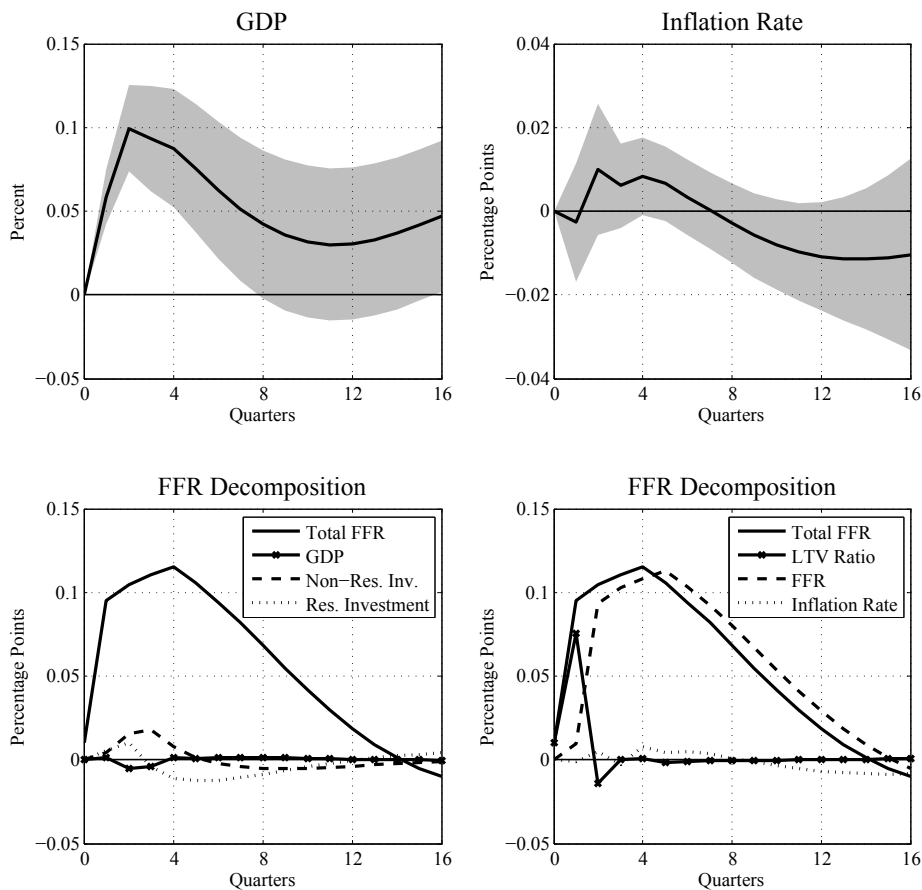 GDP
Percent
0.15
0.1
0.05
0
−0.05
0 4 8 12 16
Quarters
Inflation Rate
Percentage Points
0.04
0.02
0
−0.02
−0.04
0 4 8 12 16
Quarters
FFR Decomposition
Percentage Points
0.15
0.1
0.05
0
−0.05
Total FFR
GDP
Non−Res. Inv.
Res. Investment
0 4 8 12 16
Quarters
FFR Decomposition
Percentage Points
0.15
0.1
0.05
0
−0.05
Total FFR
LTV Ratio
FFR
Inflation Rate
0 4 8 12 16
Quarters